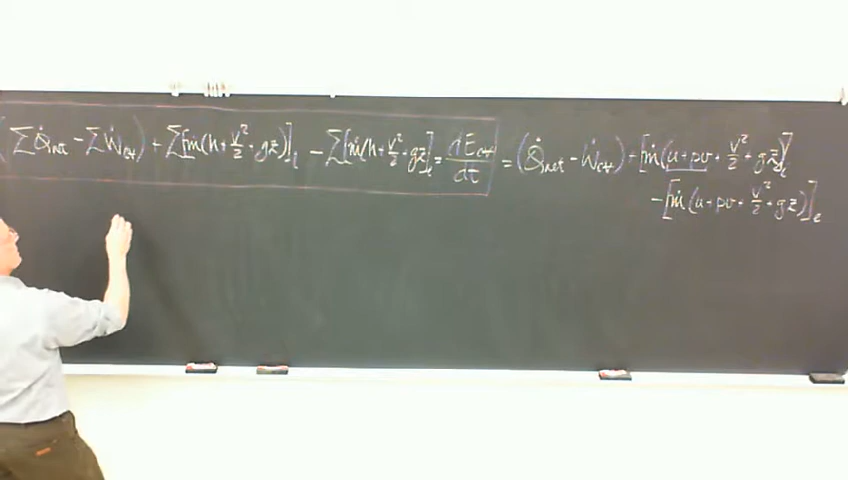 (ΣQ̇net − ΣẆcv) + Σ[ṁ(h + V²/2 + gz)]i − Σ[ṁ(h + V²/2 + gz]e = dEcv/dt = (Q̇net − Ẇcv) + [ṁ(u + pv + V²/2 + gz]i
− [ṁ(u + pv + V²/2 + gz)]e